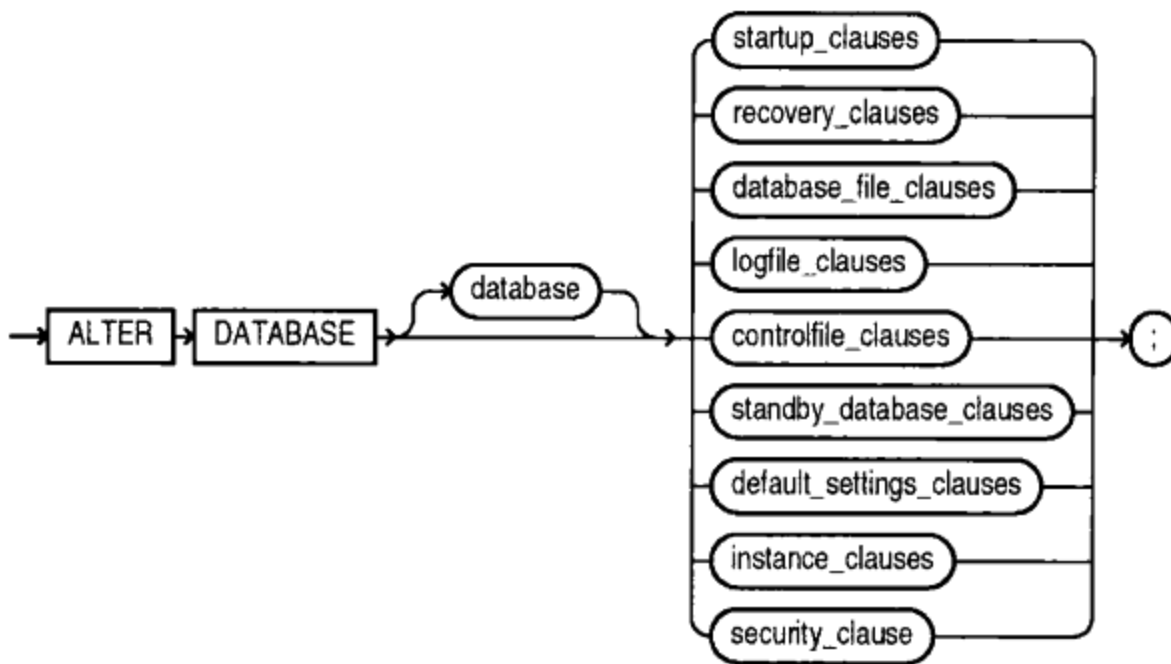 startup_clauses
recovery_clauses
database_file_clauses
logfile_clauses
database
ALTER DATABASE controlfile_clauses ;
standby_database_clauses
default_settings_clauses
instance_clauses
security_clause